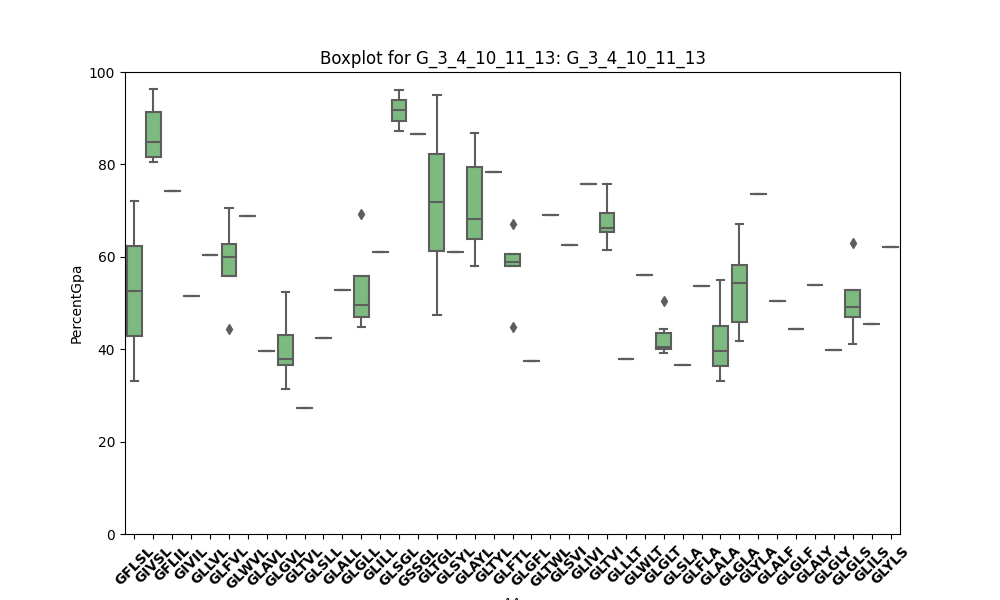 Boxplot for G_3_4_10_11_13: G_3_4_10_11_13
100
80
60
40
20
0
PercentGpa
GFLSL
GIVSL
GFLIL
GIVIL
GLLVL
GLFVL
GLWVL
GLAVL
GLGVL
GLTVL
GLSLL
GLALL
GLGLL
GLILL
GLSGL
GSSGL
GLTGL
GLSYL
GLAYL
GLTYL
GLFTL
GLGFL
GLTWL
GLSVI
GLIVI
GLTVI
GLLLT
GLWLT
GLGLT
GLSLA
GLFLA
GLALA
GLGLA
GLYLA
GLALF
GLGLF
GLALY
GLGLY
GLGLS
GLILS
GLYLS